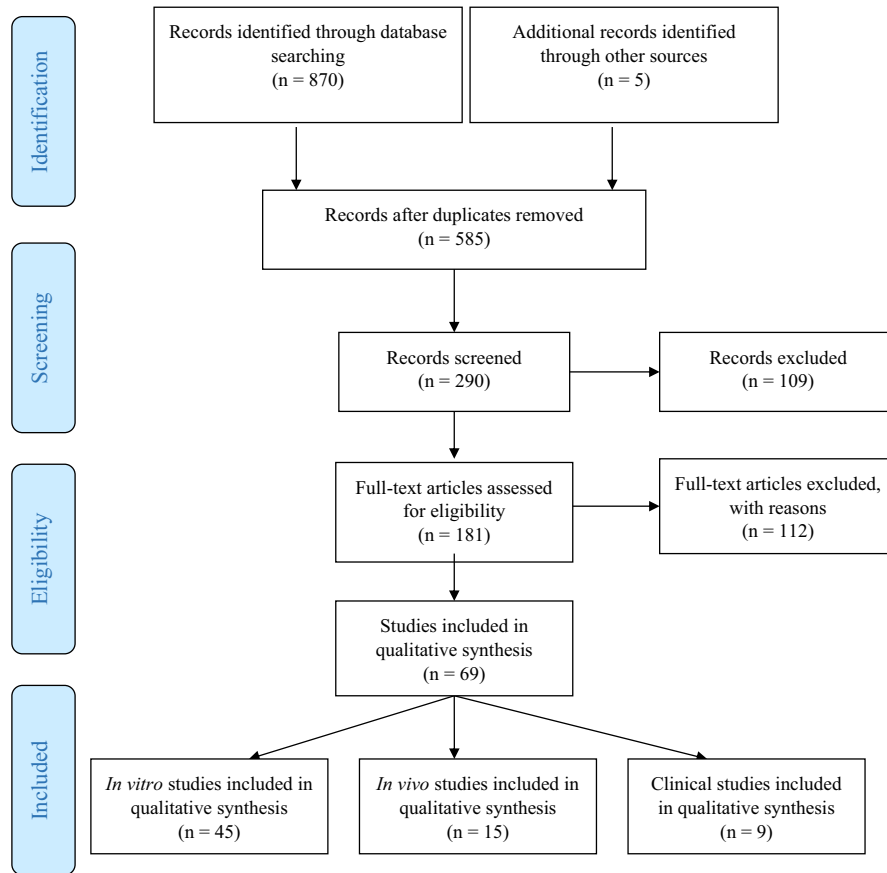 Identification
Records identified through database
searching
(n = 870)
Additional records identified
through other sources
(n = 5)
Records after duplicates removed
(n = 585)
Screening
Records screened
(n = 290)
Records excluded
(n = 109)
Eligibility
Full-text articles assessed
for eligibility
(n = 181)
Full-text articles excluded,
with reasons
(n = 112)
Studies included in
qualitative synthesis
(n = 69)
Included
In vitro studies included in
qualitative synthesis
(n = 45)
In vivo studies included in
qualitative synthesis
(n = 15)
Clinical studies included
in qualitative synthesis
(n = 9)